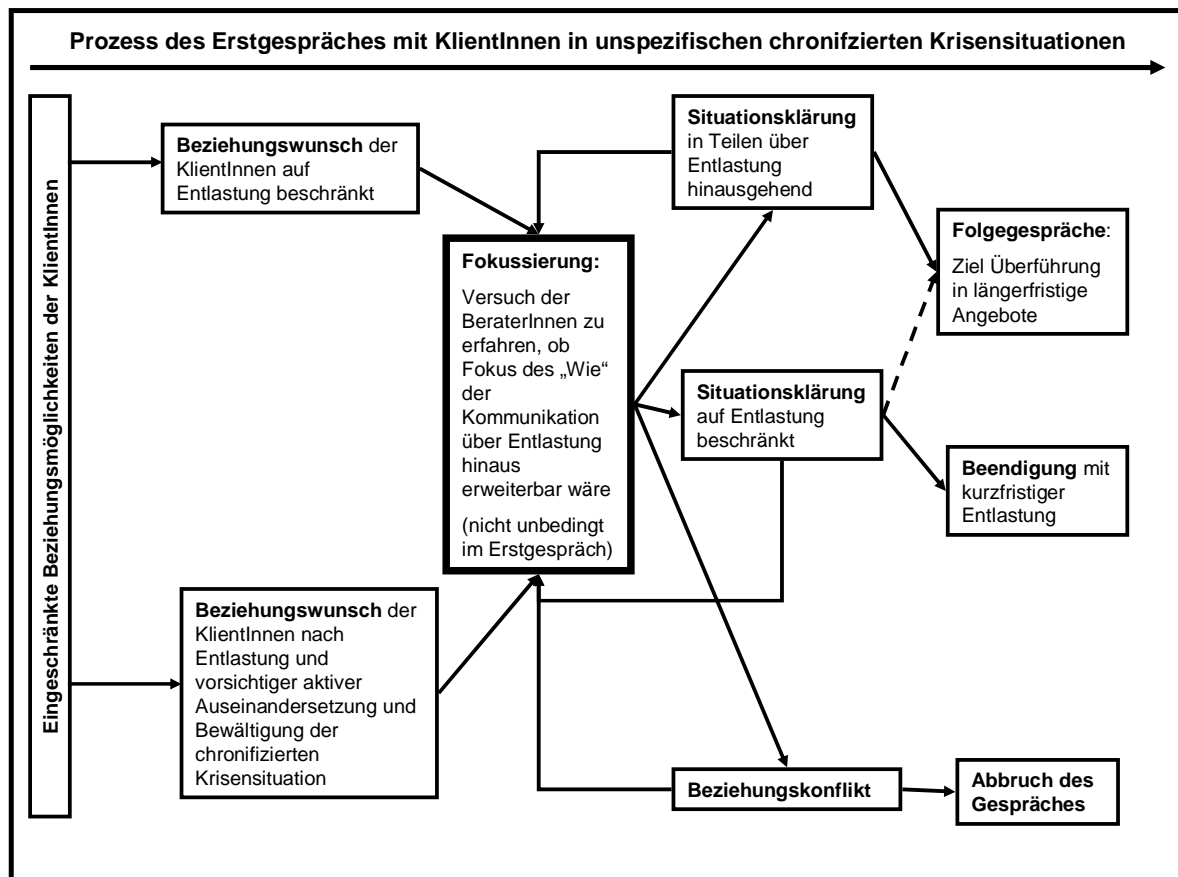 Prozess des Erstgespräches mit KlientInnen in unspezifischen chronifzierten Krisensituationen
Eingeschränkte Beziehungsmöglichkeiten der KlientInnen
Beziehungswunsch der
KlientInnen auf
Entlastung beschränkt
Beziehungswunsch der
KlientInnen nach
Entlastung und
vorsichtiger aktiver
Auseinandersetzung und
Bewältigung der
chronifizierten
Krisensituation
Fokussierung:
Versuch der
BeraterInnen zu
erfahren, ob
Fokus des „Wie“
der
Kommunikation
über Entlastung
hinaus
erweiterbar wäre
(nicht unbedingt
im Erstgespräch)
Situationsklärung
in Teilen über
Entlastung
hinausgehend
Situationsklärung
auf Entlastung
beschränkt
Beziehungskonflikt
Folgegespräche:
Ziel Überführung
in längerfristige
Angebote
Beendigung mit
kurzfristiger
Entlastung
Abbruch des
Gespräches